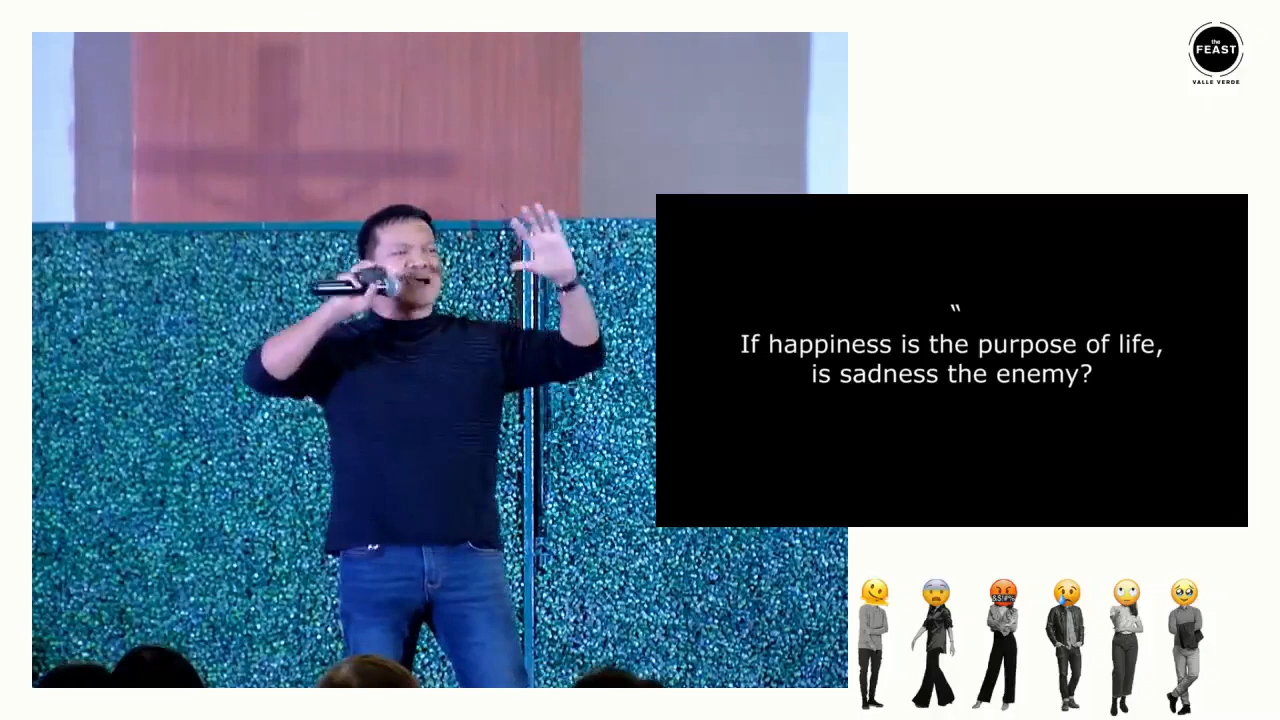 the
FEAST
VALLE VERDE
“
If happiness is the purpose of life,
is sadness the enemy?
&$!#%